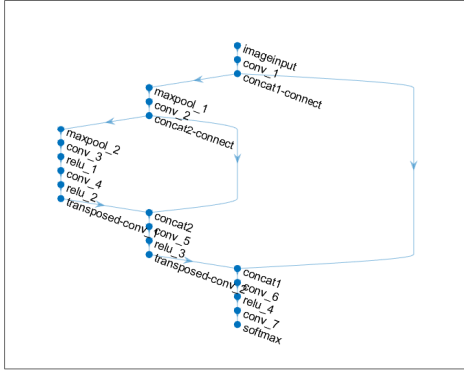 imageinput
conv_1
concat1-connect
maxpool_1
conv_2
concat2-connect
maxpool_2
conv_3
relu_1
conv_4
relu_2
transposed-conv_1
concat2
conv_5
relu_3
transposed-conv_2
concat1
conv_6
relu_4
conv_7
softmax